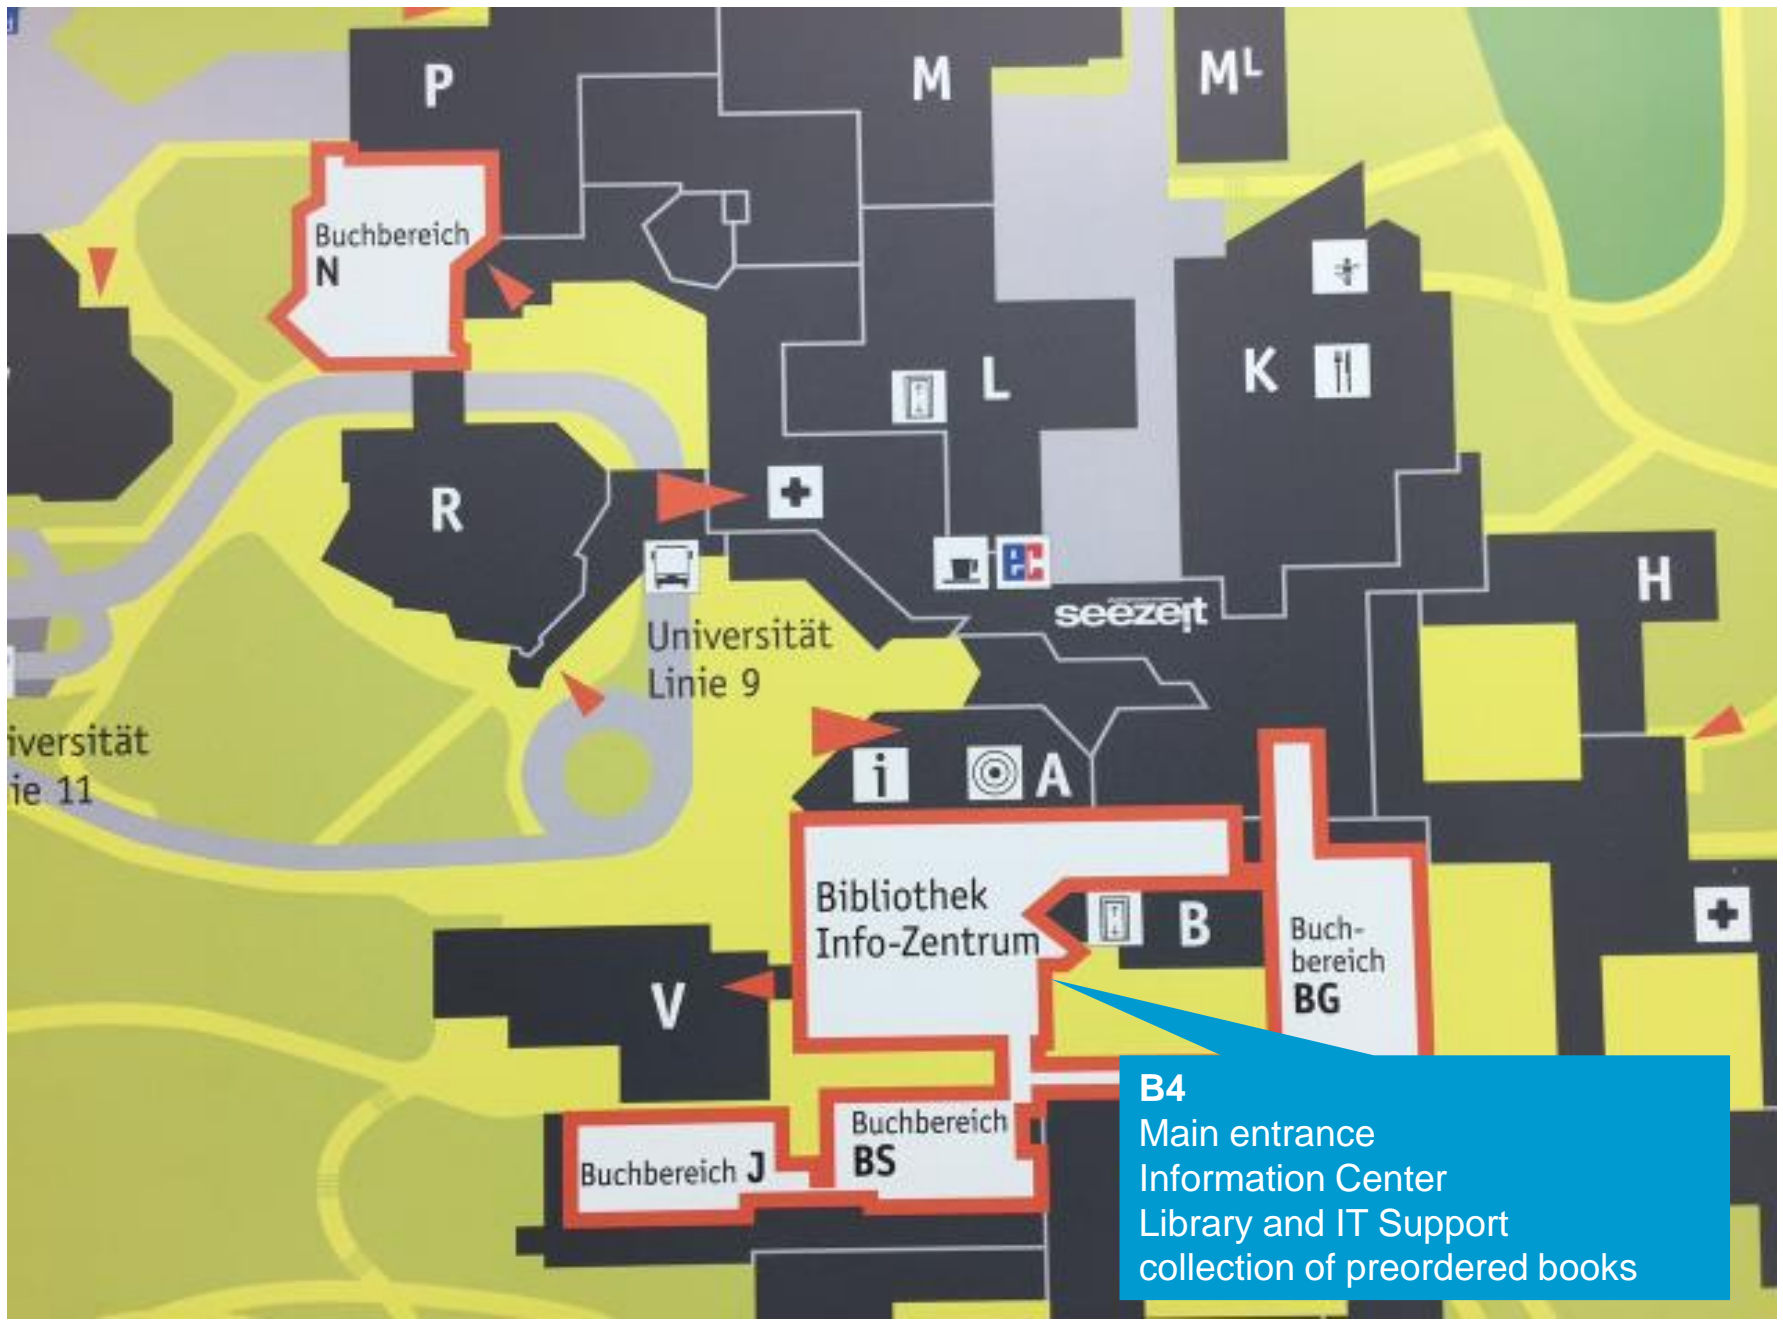 P
M
ML
Buchbereich
N
L
K
R
H
ec
seezeit
Universität
Linie 9
iversität
ie 11
i
A
Bibliothek
Info-Zentrum
B
Buch-
bereich
BG
V
Buchbereich
BS
Buchbereich J
B4
Main entrance
Information Center
Library and IT Support
collection of preordered books